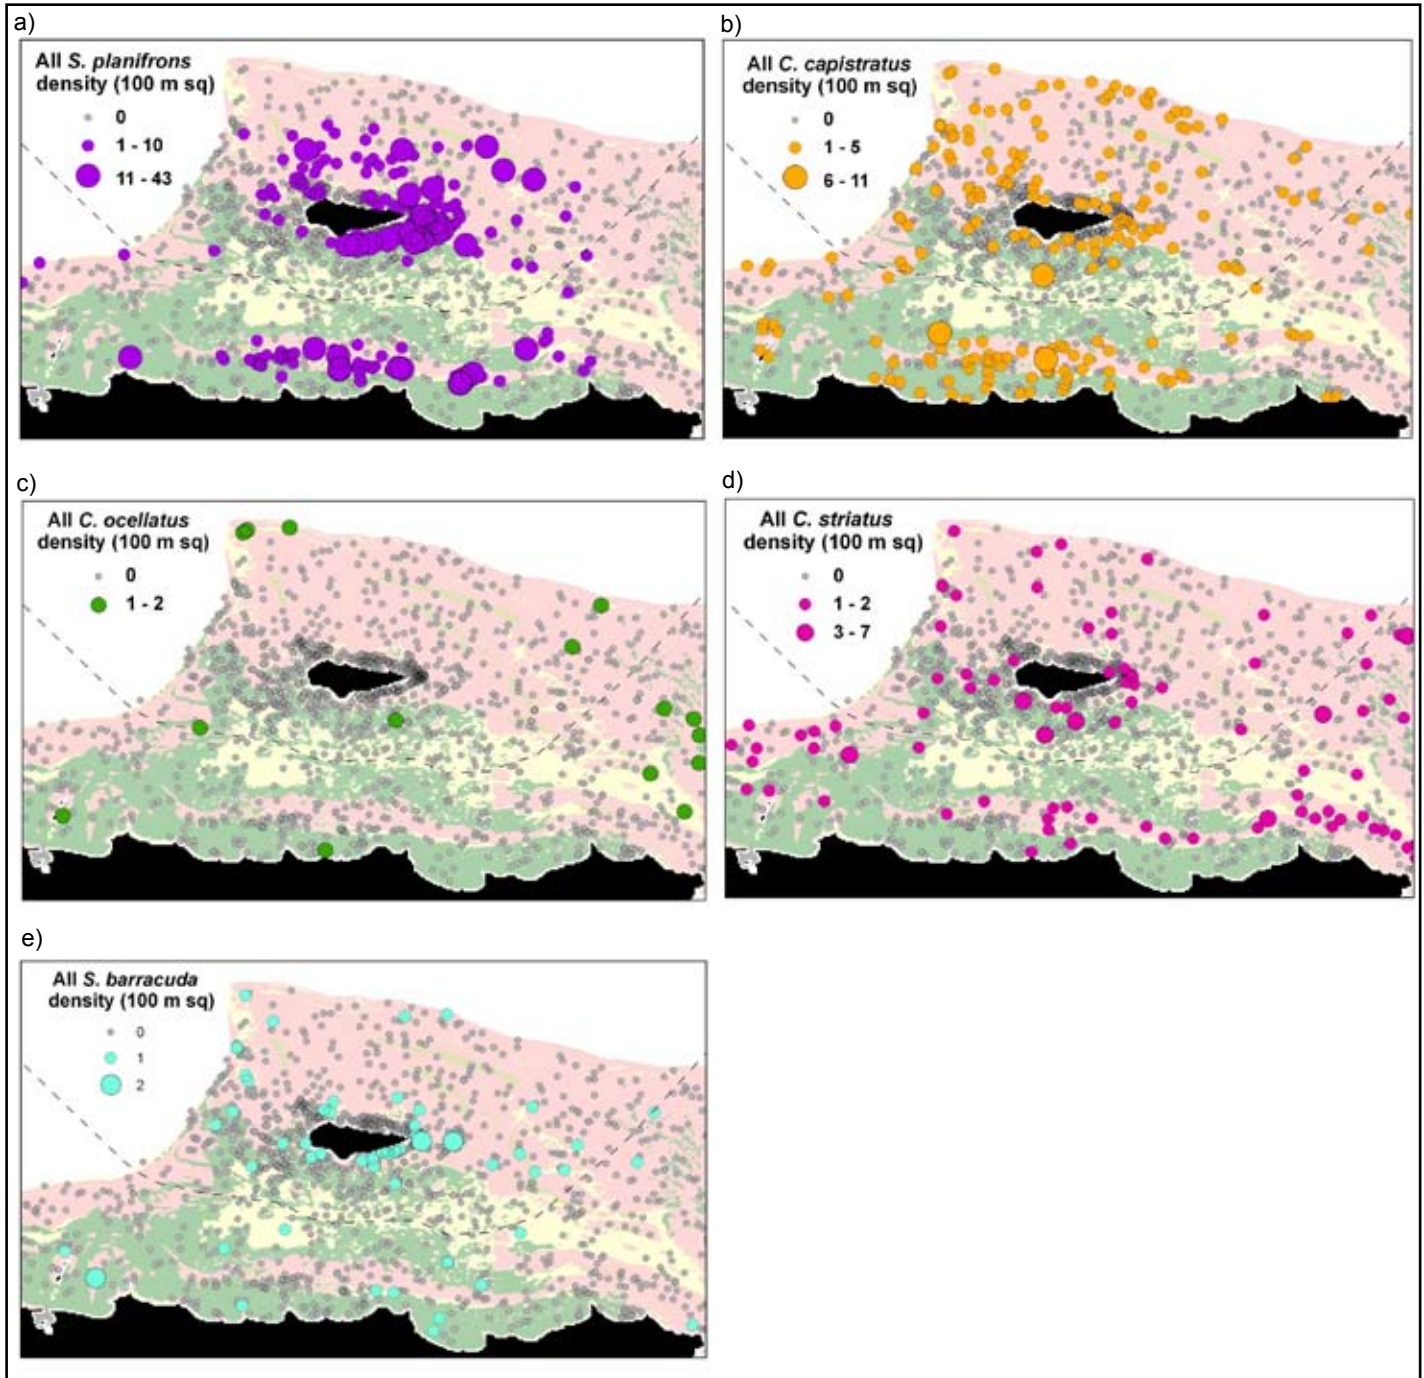 a)
All S. planifrons
density (100 m sq)
0
1 - 10
11 - 43
b)
All C. capistratus
density (100 m sq)
0
1 - 5
6 - 11
c)
All C. ocellatus
density (100 m sq)
0
1 - 2
d)
All C. striatus
density (100 m sq)
0
1 - 2
3 - 7
e)
All S. barracuda
density (100 m sq)
0
1
2